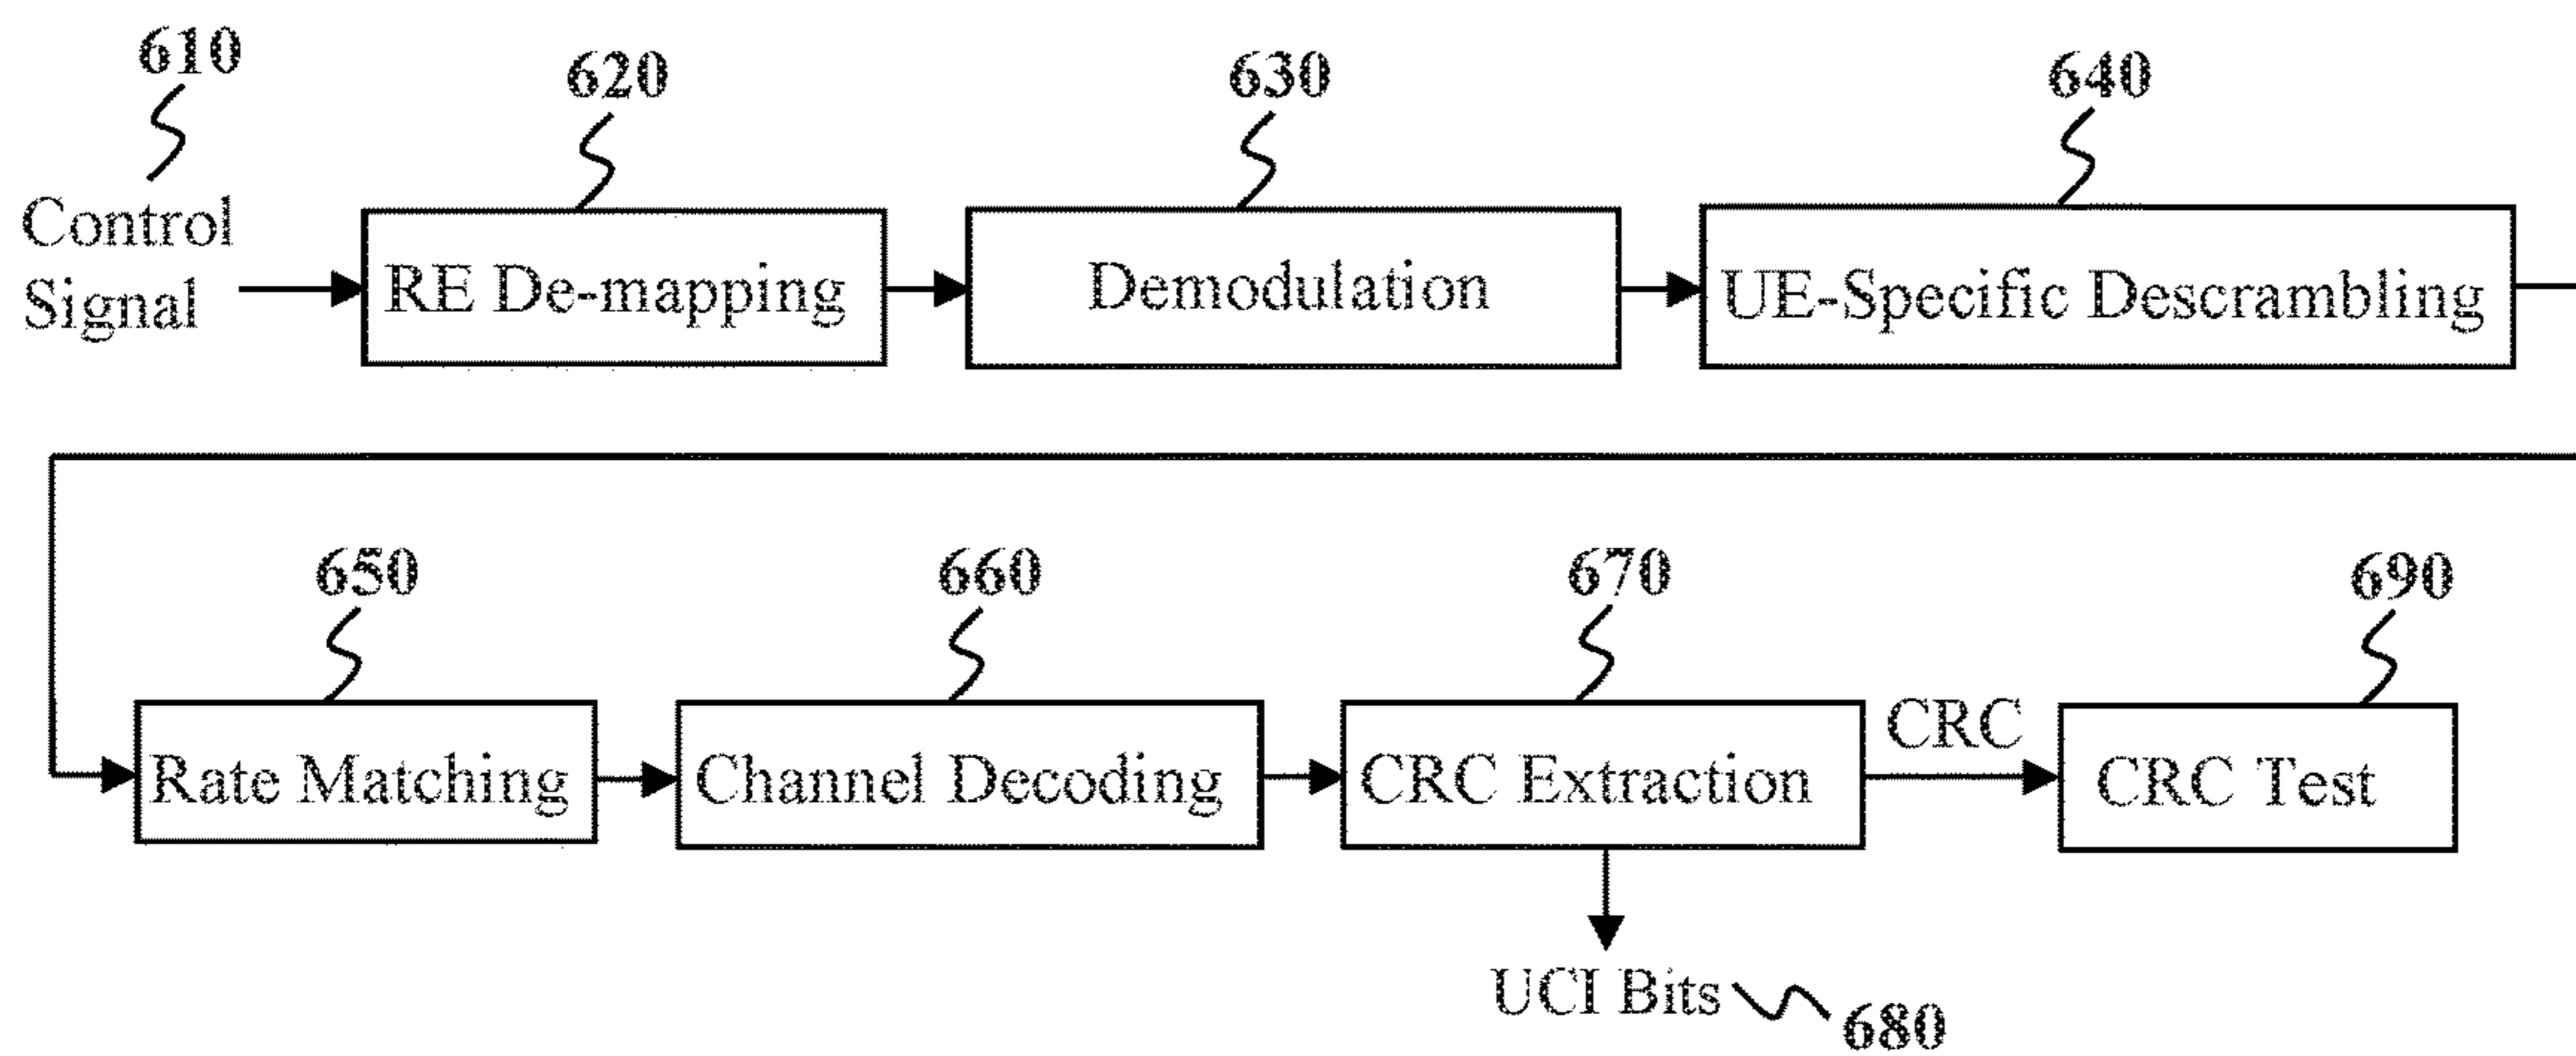 610
620
630
640
Control
Signal
RE De-mapping
Demodulation
UE-Specific Descrambling
650
660
670
690
Rate Matching
Channel Decoding
CRC Extraction
CRC
CRC Test
UCI Bits
680